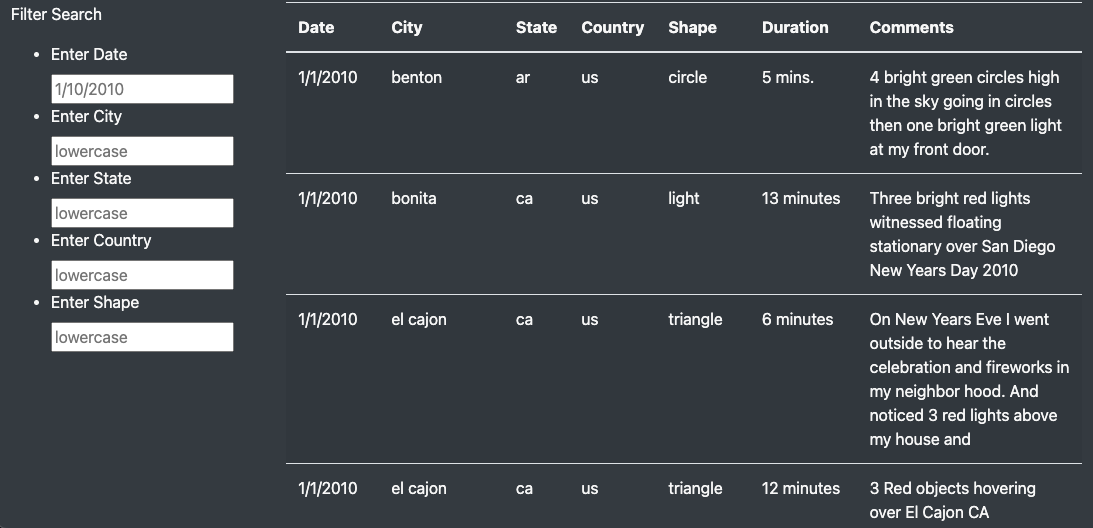 Filter Search
Enter Date
1/10/2010
Enter City
lowercase
Enter State
lowercase
Enter Country
lowercase
Enter Shape
lowercase
Date City State Country Shape Duration Comments
1/1/2010 benton ar us circle 5 mins. 4 bright green circles high
in the sky going in circles
then one bright green light
at my front door.
1/1/2010 bonita ca us light 13 minutes Three bright red lights
witnessed floating
stationary over San Diego
New Years Day 2010
1/1/2010 el cajon ca us triangle 6 minutes On New Years Eve I went
outside to hear the
celebration and fireworks in
my neighbor hood. And
noticed 3 red lights above
my house and
1/1/2010 el cajon ca us triangle 12 minutes 3 Red objects hovering
over El Cajon CA